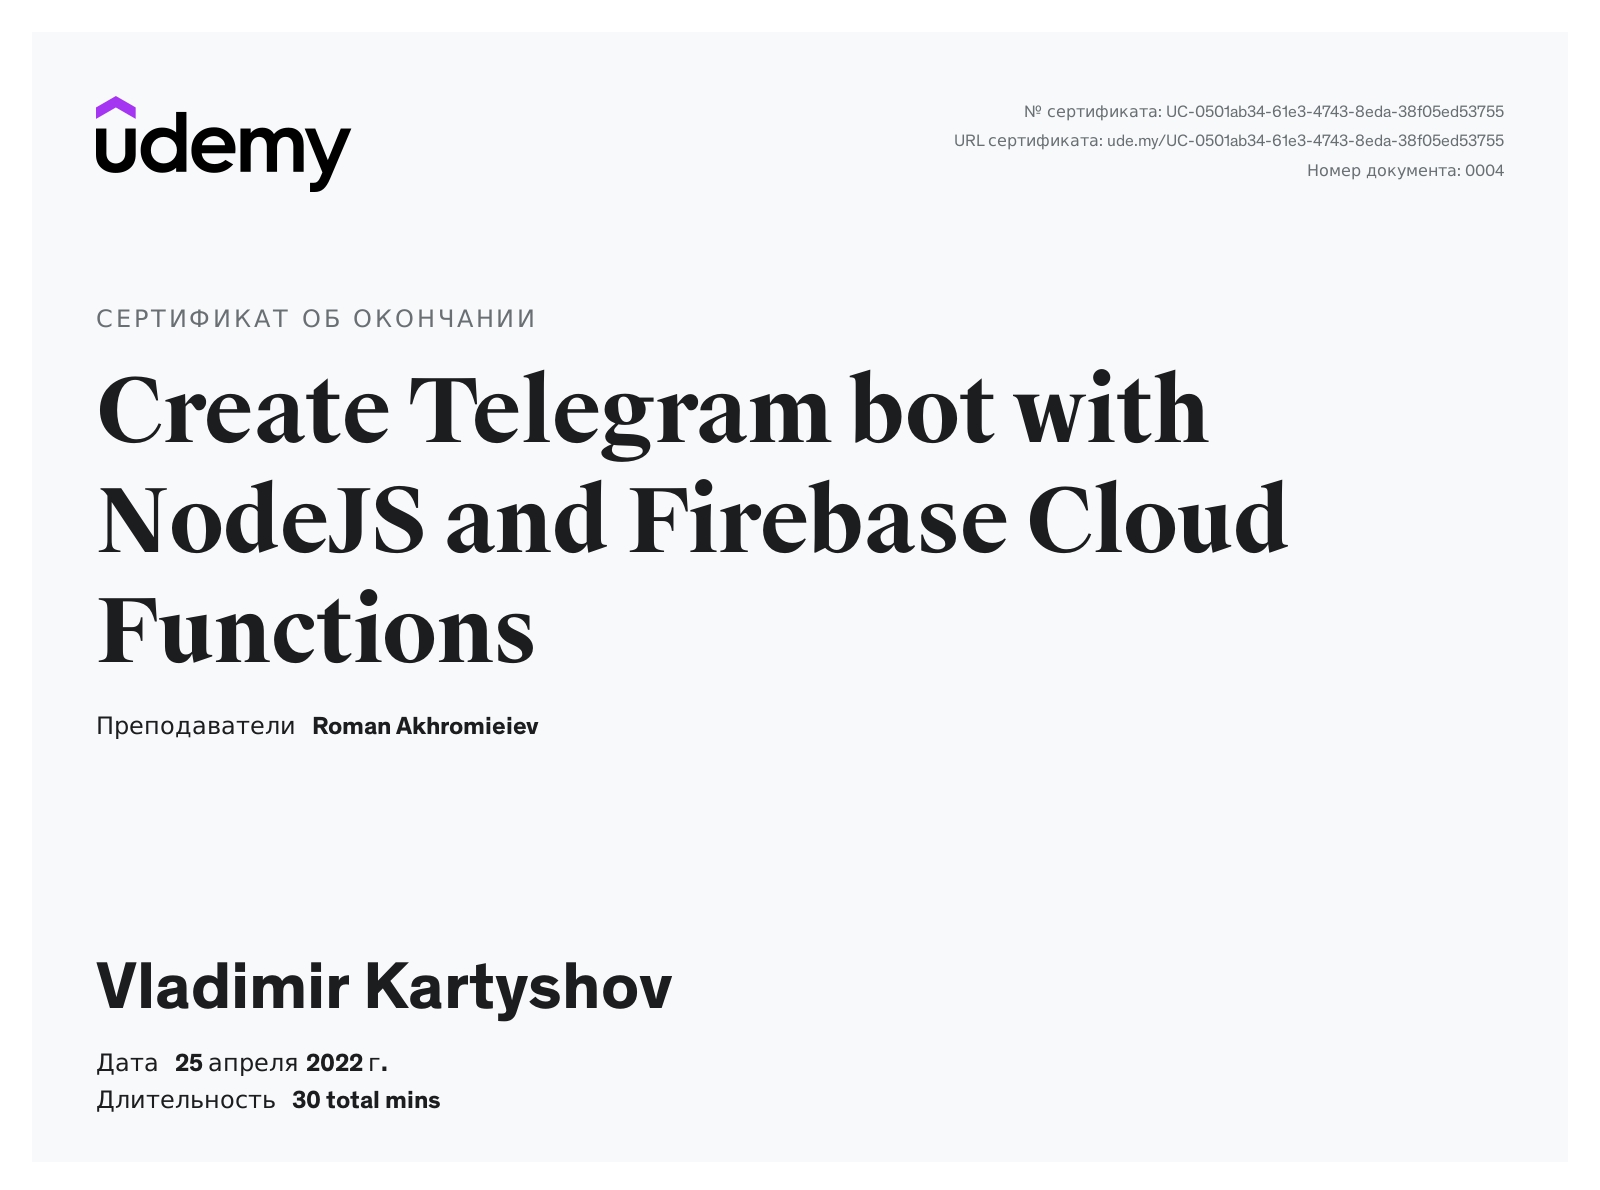 udemy
№ сертификата: UC-0501ab34-61e3-4743-8eda-38f05ed53755
URL сертификата: ude.my/UC-0501ab34-61e3-4743-8eda-38f05ed53755
Номер документа: 0004
СЕРТИФИКАТ ОБ ОКОНЧАНИИ
Create Telegram bot with
NodeJS and Firebase Cloud
Functions
Преподаватели Roman Akhromieiev
Vladimir Kartyshov
Дата 25 апреля 2022 г.
Длительность 30 total mins